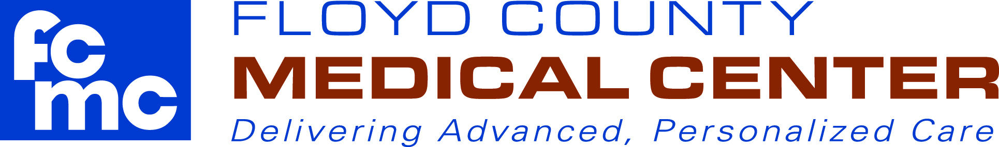 fc
mc
FLOYD COUNTY
MEDICAL CENTER
Delivering Advanced, Personalized Care